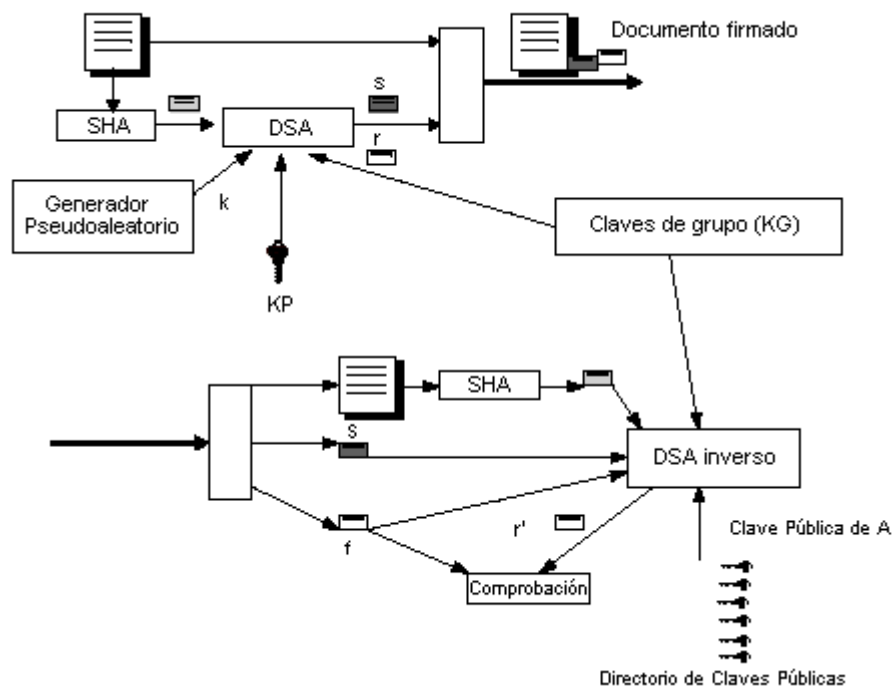 Documento firmado
s
SHA
DSA
r
Generador
Pseudoaleatorio
k
Claves de grupo (KG)
KP
SHA
s
DSA inverso
f
r'
Clave Pública de A
Comprobación
Directorio de Claves Públicas